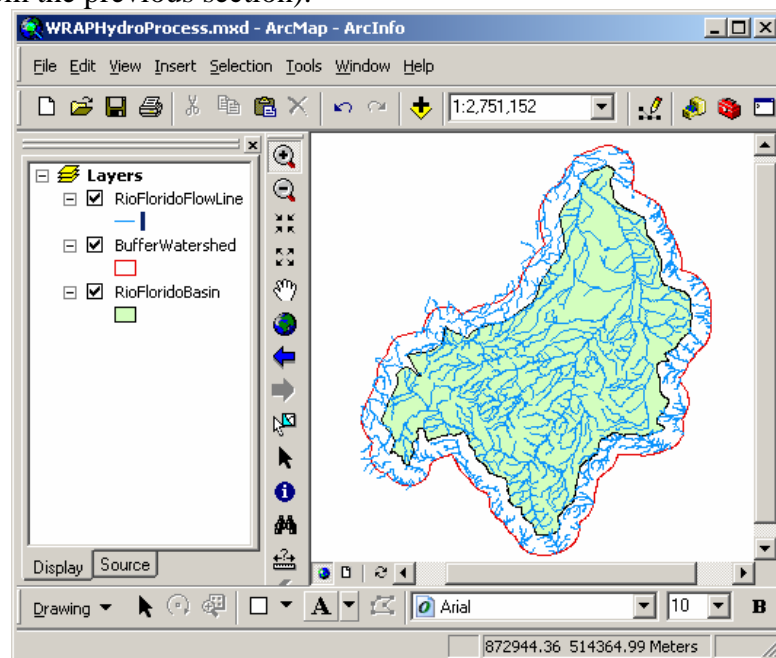 m the previous section).
WRAPHydroProcess.mxd - ArcMap - ArcInfo
File Edit View Insert Selection Tools Window Help
1:2,751,152
Layers
RioFloridoFlowLine
BufferWatershed
RioFloridoBasin
Display Source
Drawing A Arial 10 B
872944.36 514364.99 Meters